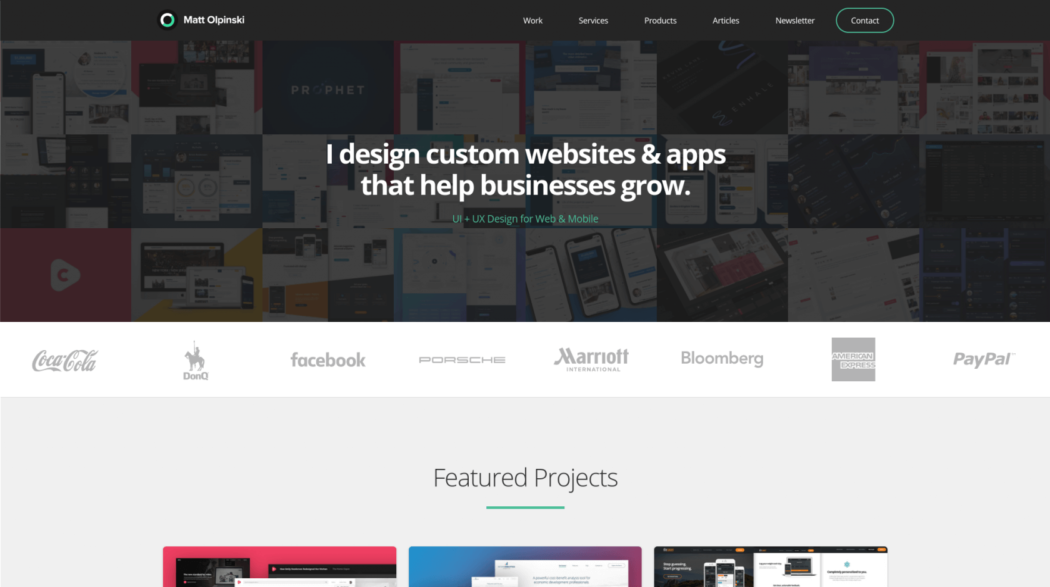 Matt Olpinski
Work
Services
Products
Articles
Newsletter
Contact
PROPHET
I design custom websites & apps
that help businesses grow.
UI + UX Design for Web & Mobile
Coca-Cola
DonQ
facebook
PORSCHE
Marriott
INTERNATIONAL
Bloomberg
AMERICAN
EXPRESS
PayPal
Featured Projects